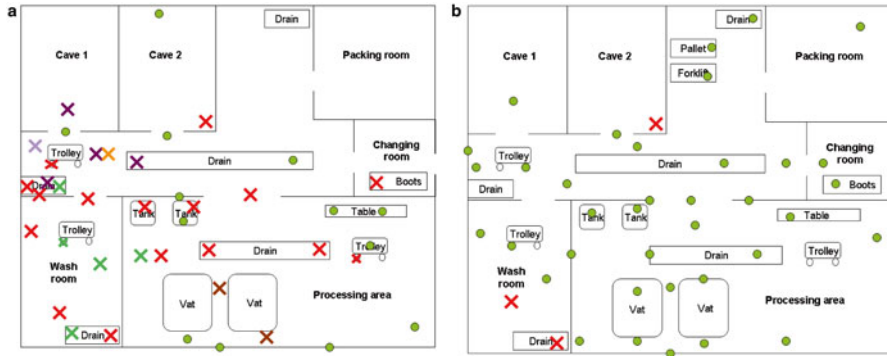 a
Drain
Cave 1
Cave 2
Packing room
Changing room
Trolley
Drain
Drain
Boots
Tank
Tank
Table
Trolley
Drain
Trolley
Wash room
Vat
Vat
Processing area
Drain
b
Drain
Cave 1
Cave 2
Pallet
Packing room
Forklift
Changing room
Trolley
Drain
Drain
Boots
Tank
Tank
Table
Trolley
Drain
Trolley
Wash room
Vat
Vat
Processing area
Drain